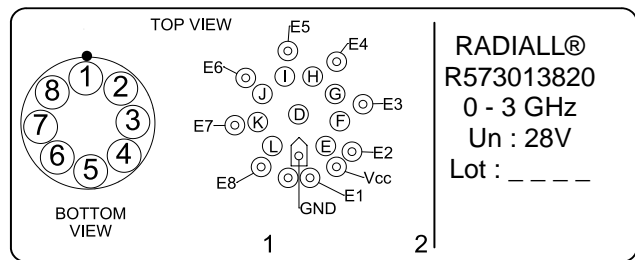 TOP VIEW
1
2
3
4
5
6
7
8
BOTTOM
VIEW
E5
E4
E6
I
H
J
G
D
E3
E7
K
F
L
E
E2
Vcc
E8
E1
GND
1
2
RADIALL®
R573013820
0 - 3 GHz
Un : 28V
Lot : _ _ _ _